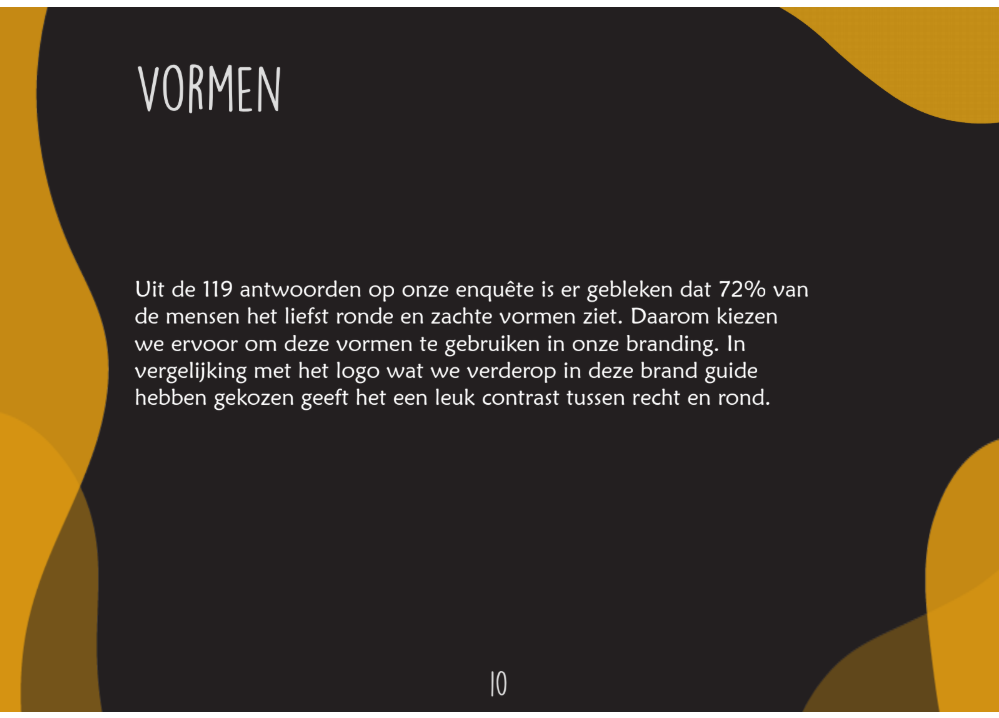 VORMEN
Uit de 119 antwoorden op onze enquête is er gebleken dat 72% van
de mensen het liefst ronde en zachte vormen ziet. Daarom kiezen
we ervoor om deze vormen te gebruiken in onze branding. In
vergelijking met het logo wat we verderop in deze brand guide
hebben gekozen geeft het een leuk contrast tussen recht en rond.
10